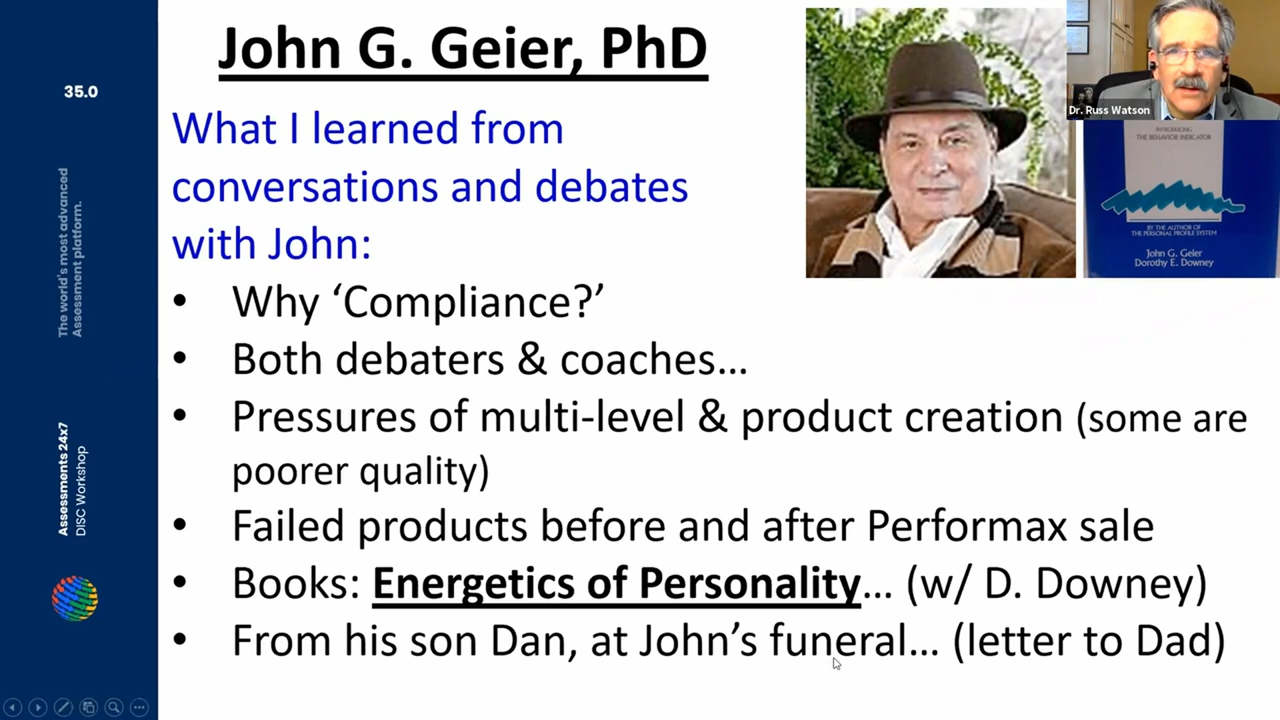 John G. Geier, PhD
35.0
The world's most advanced
Assessment platform.
Assessments 24x7
DISC Workshop
What I learned from
conversations and debates
with John:
• Why ‘Compliance?’
• Both debaters & coaches…
• Pressures of multi-level & product creation (some are
poorer quality)
• Failed products before and after Performax sale
• Books: Energetics of Personality… (w/ D. Downey)
• From his son Dan, at John’s funeral… (letter to Dad)
Dr. Russ Watson
INTRODUCING
THE BEHAVIOR INDICATOR
BY THE AUTHOR OF
THE PERSONAL PROFILE SYSTEM
John G. Geier
Dorothy E. Downey